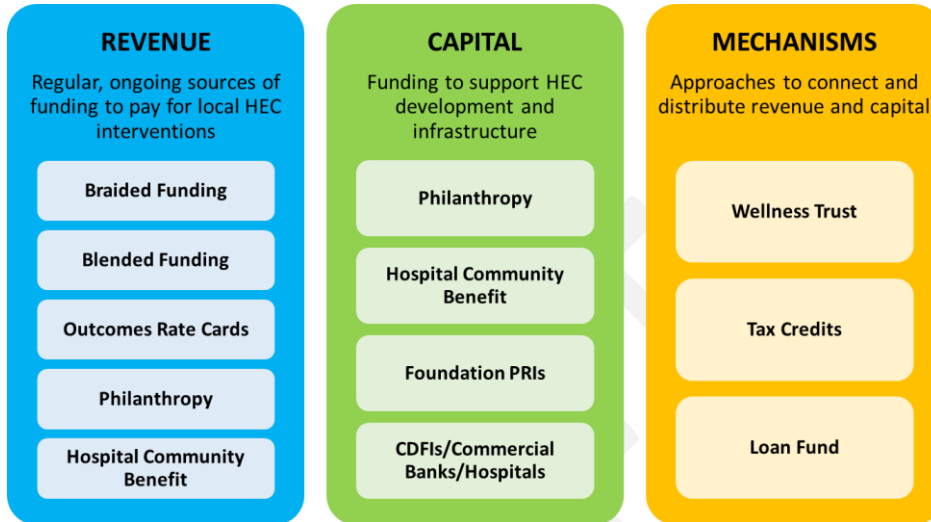 REVENUE
Regular, ongoing sources of
funding to pay for local HEC
interventions
Braided Funding
Blended Funding
Outcomes Rate Cards
Philanthropy
Hospital Community
Benefit
CAPITAL
Funding to support HEC
development and
infrastructure
Philanthropy
Hospital Community
Benefit
Foundation PRIs
CDFIs/Commercial
Banks/Hospitals
MECHANISMS
Approaches to connect and
distribute revenue and capital
Wellness Trust
Tax Credits
Loan Fund